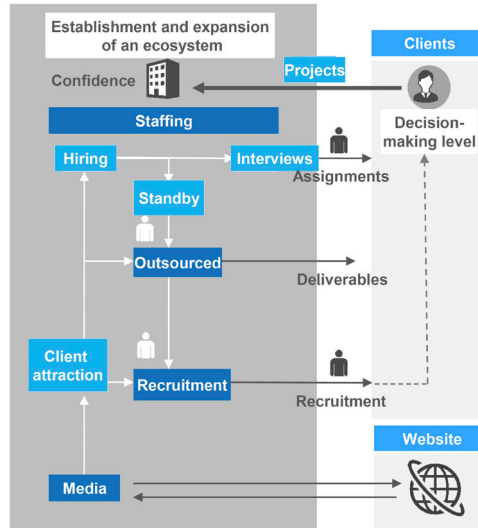 Establishment and expansion
of an ecosystem
Clients
Projects
Confidence
Staffing
Decision-
making level
Hiring
Interviews
Assignments
Standby
Outsourced
Deliverables
Client
attraction
Recruitment
Recruitment
Website
Media